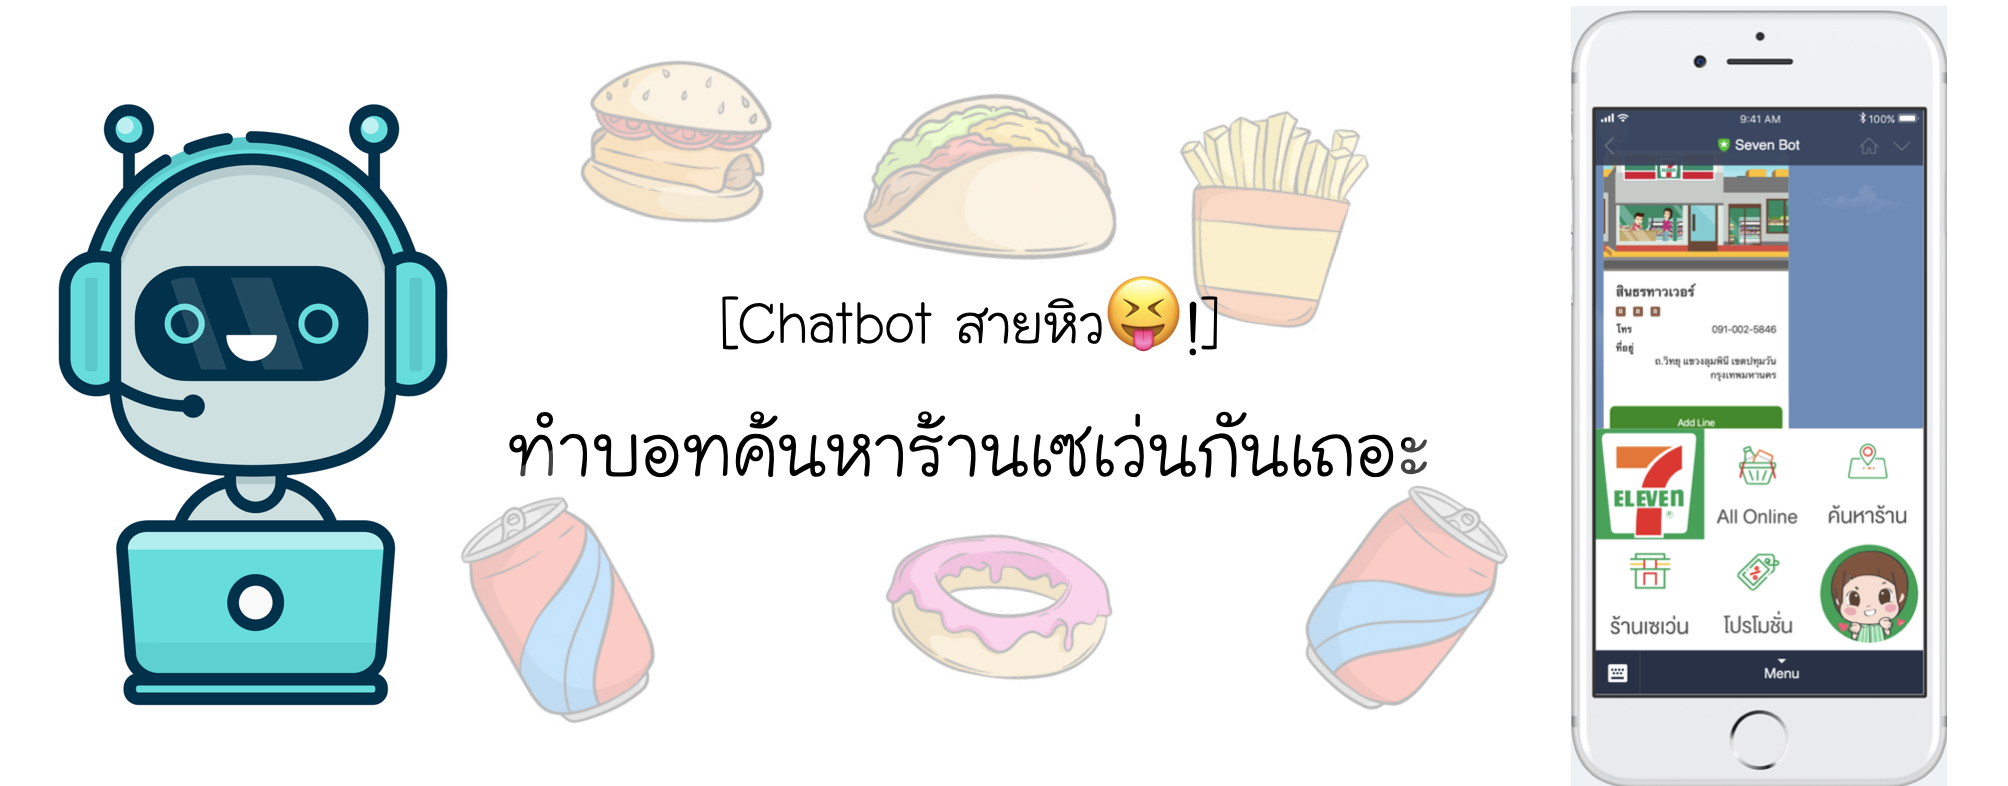 [Chatbot สายหิว😝!]
ทำบอทค้นหาร้านเซเว่นกันเถอะ
9:41 AM
100%
Seven Bot
สินธรทาวเวอร์
R R R
โทร 091-002-5846
ที่อยู่
ถ.วิทยุ แขวงลุมพินี เขตปทุมวัน
กรุงเทพมหานคร
Add Line
7
ELEVEN
All Online
ค้นหาร้าน
ร้านเซเว่น
โปรโมชั่น
Menu